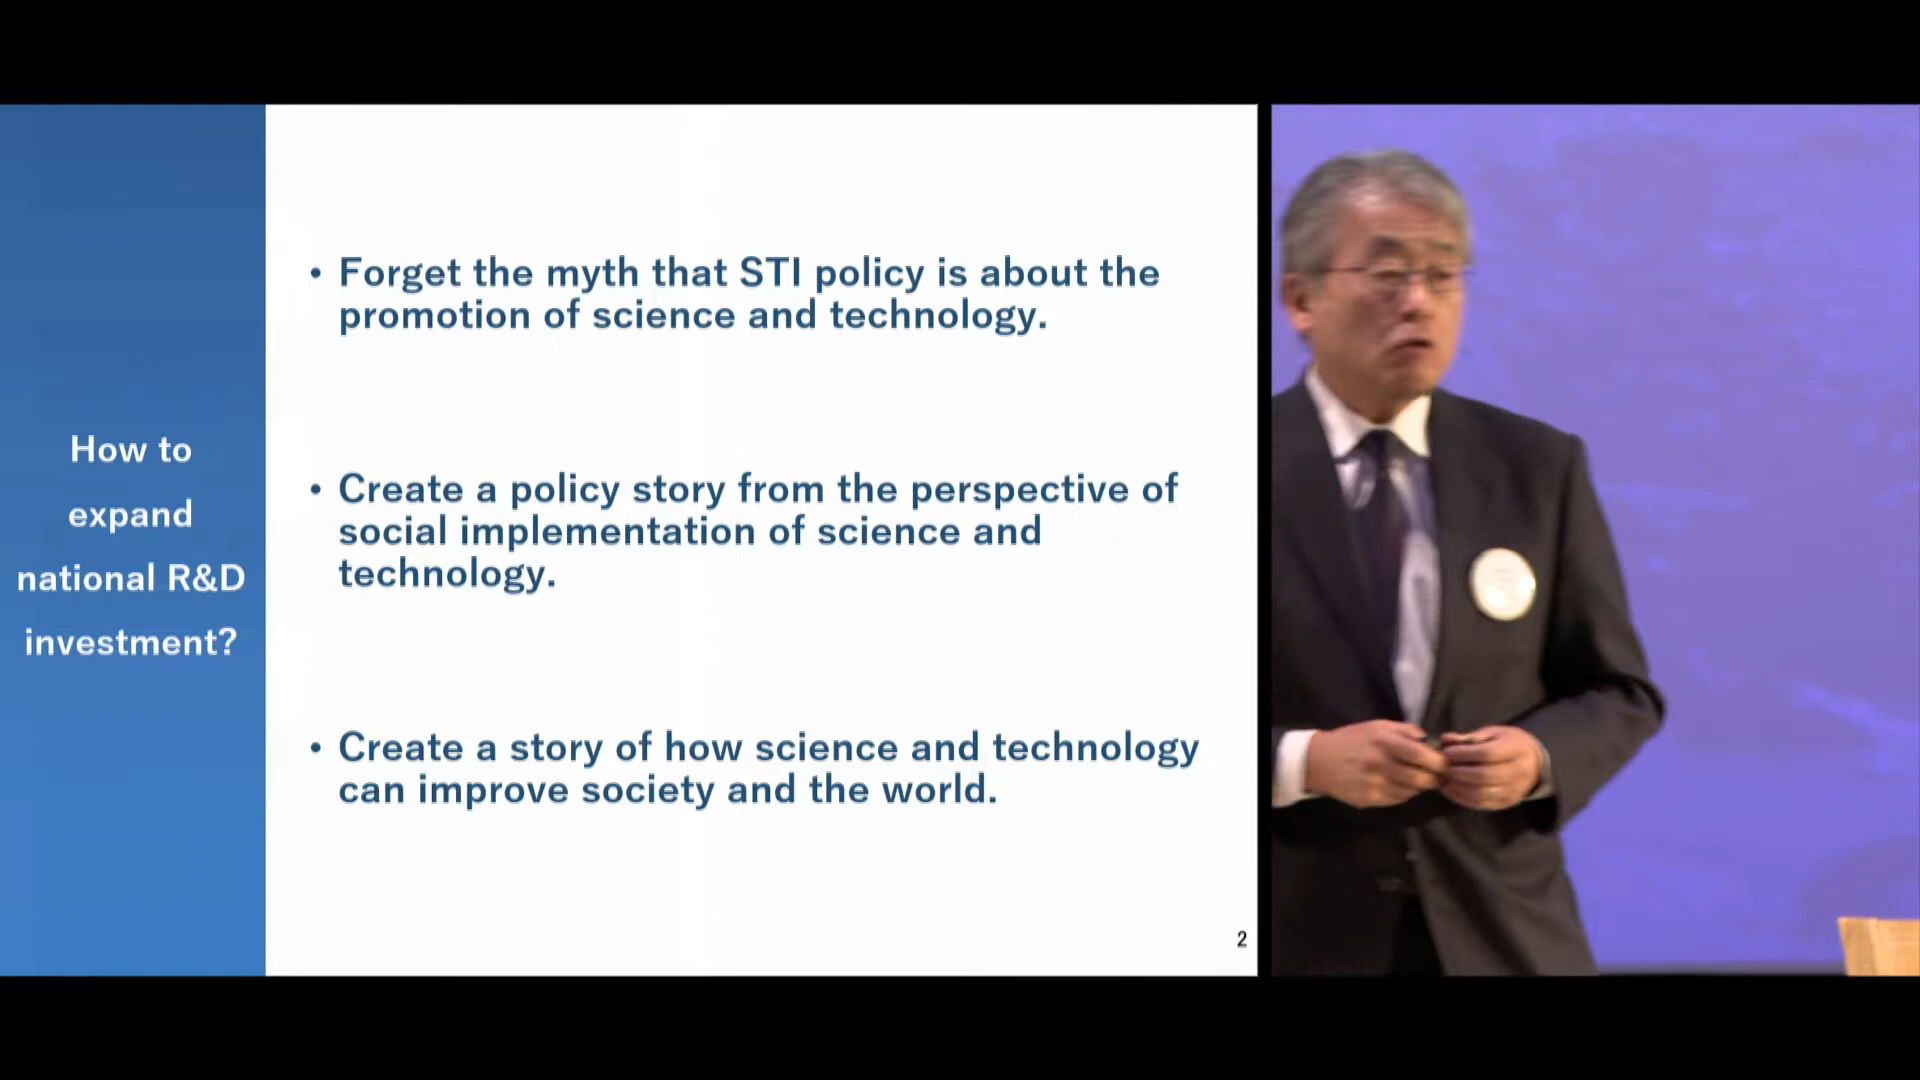 How to
expand
national R&D
investment?
• Forget the myth that STI policy is about the
promotion of science and technology.
• Create a policy story from the perspective of
social implementation of science and
technology.
• Create a story of how science and technology
can improve society and the world.
2